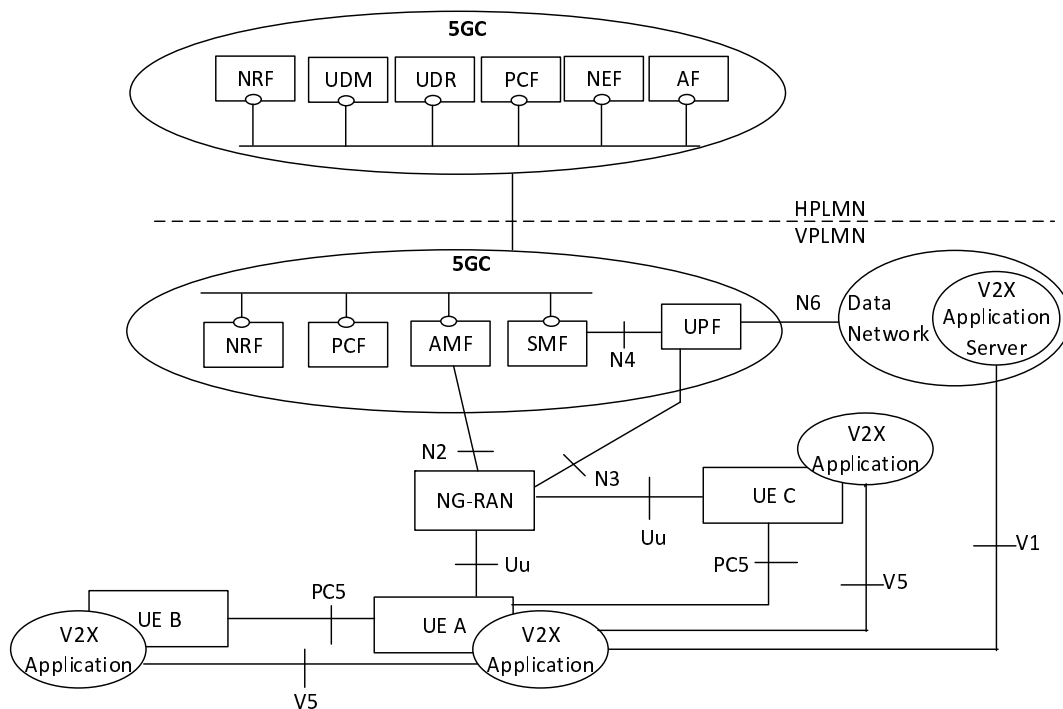 5GC
NRF
UDM
UDR
PCF
NEF
AF
HPLMN
VPLMN
5GC
NRF
PCF
AMF
SMF
N4
UPF
N6
Data
Network
V2X
Application
Server
N2
N3
NG-RAN
Uu
UE C
V2X
Application
Uu
PC5
V5
V1
UE B
V2X
Application
PC5
UE A
V2X
Application
V5